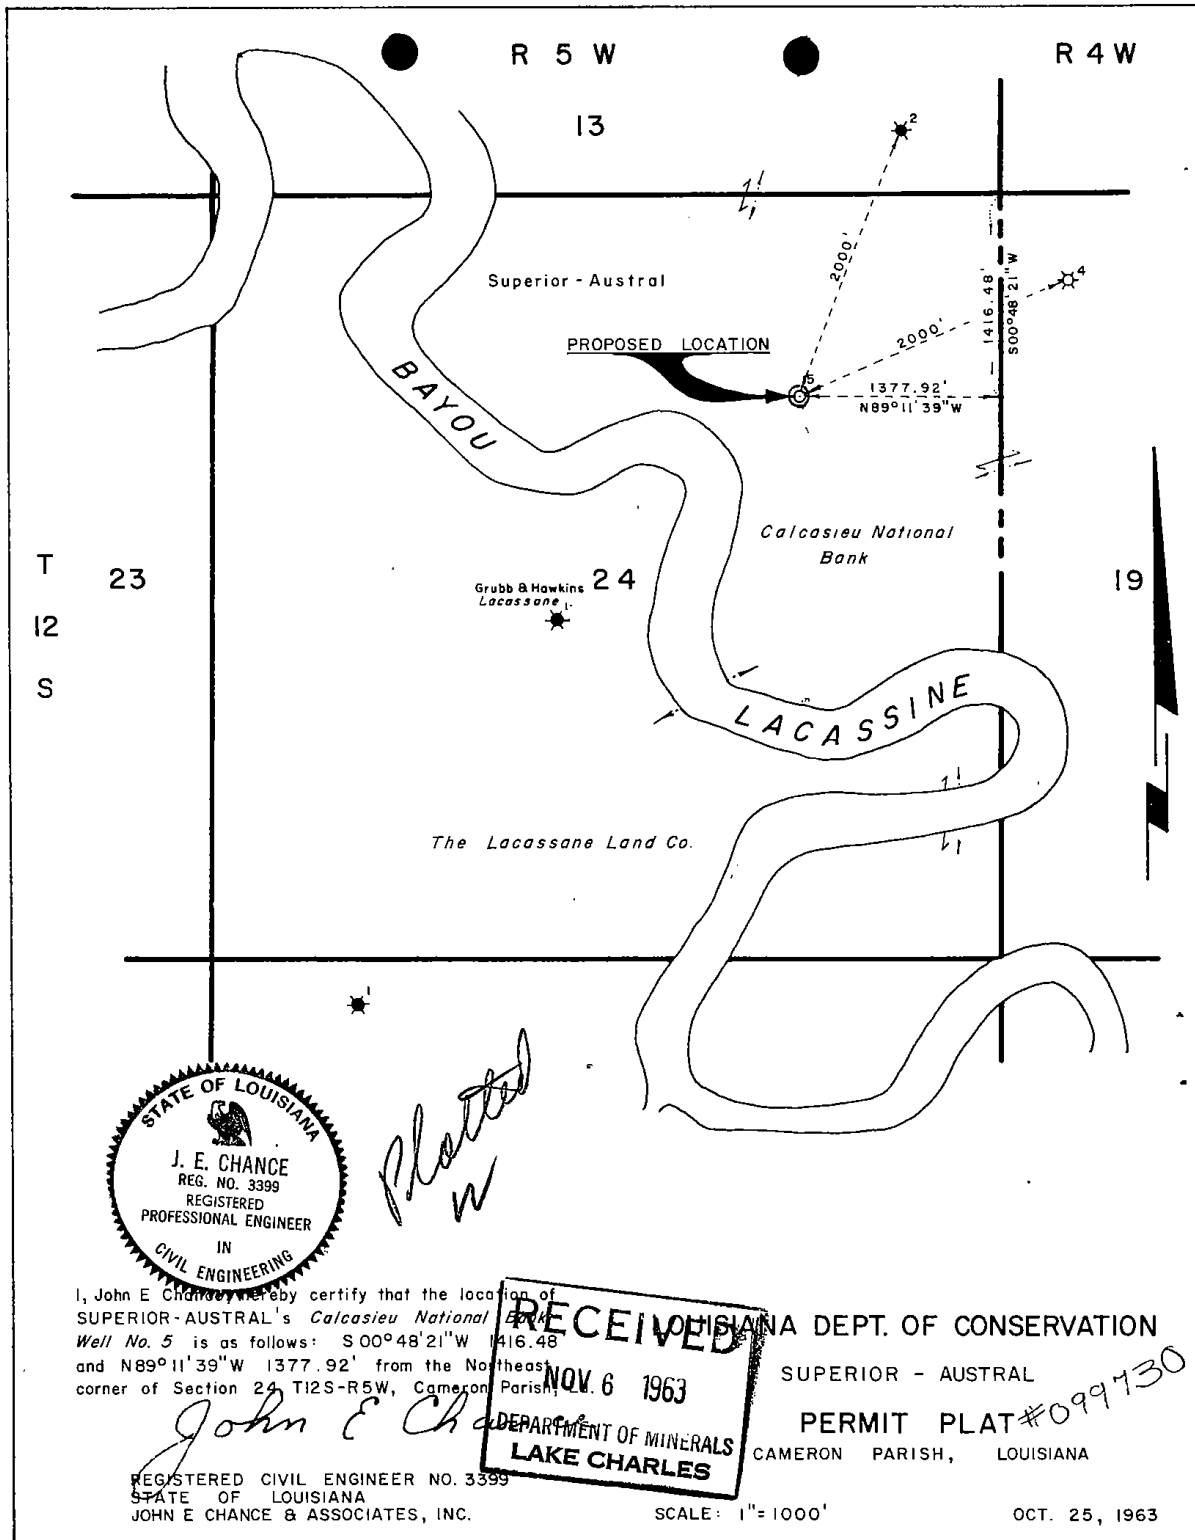 R 5 W
R 4 W
13
2
2000'
Superior - Austral
4
1416.48'
S00°48'21"W
2000'
PROPOSED LOCATION
5
1377.92'
N89°11'39"W
BAYOU
Calcasieu National
Bank
T
12
S
23
Grubb & Hawkins
Lacassane 1
24
19
LACASSINE
The Lacassane Land Co.
1
Platted
STATE OF LOUISIANA
J. E. CHANCE
REG. NO. 3399
REGISTERED
PROFESSIONAL ENGINEER
IN
CIVIL ENGINEERING
I, John E Chance, hereby certify that the location of
SUPERIOR-AUSTRAL's Calcasieu National Bank
Well No. 5 is as follows: S 00°48'21"W 1416.48
and N89°11'39"W 1377.92' from the Northeast
corner of Section 24, T12S-R5W, Cameron Parish, La.
John E Chance
REGISTERED CIVIL ENGINEER NO. 3399
STATE OF LOUISIANA
JOHN E CHANCE & ASSOCIATES, INC.
RECEIVED
NOV. 6 1963
DEPARTMENT OF MINERALS
LAKE CHARLES
LOUISIANA DEPT. OF CONSERVATION
SUPERIOR - AUSTRAL
PERMIT PLAT #099730
CAMERON PARISH, LOUISIANA
SCALE: 1"=1000'
OCT. 25, 1963